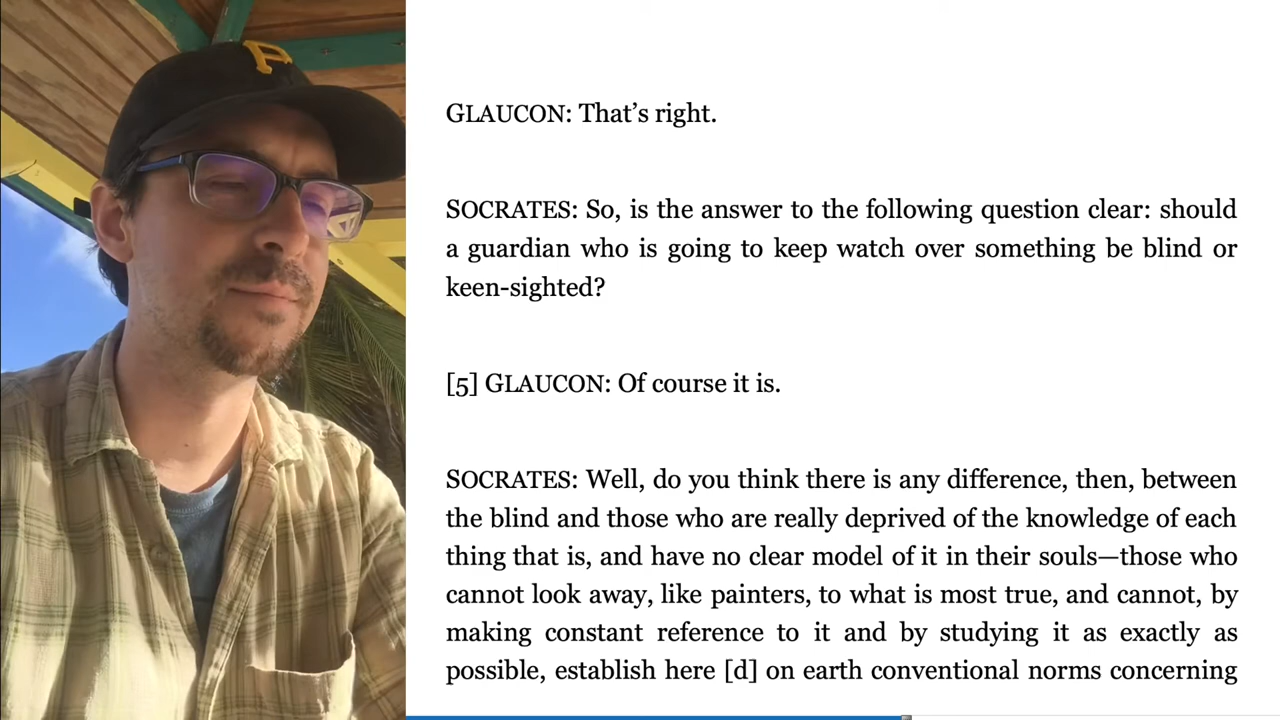 P
GLAUCON: That’s right.
SOCRATES: So, is the answer to the following question clear: should
a guardian who is going to keep watch over something be blind or
keen-sighted?
[5] GLAUCON: Of course it is.
SOCRATES: Well, do you think there is any difference, then, between
the blind and those who are really deprived of the knowledge of each
thing that is, and have no clear model of it in their souls—those who
cannot look away, like painters, to what is most true, and cannot, by
making constant reference to it and by studying it as exactly as
possible, establish here [d] on earth conventional norms concerning